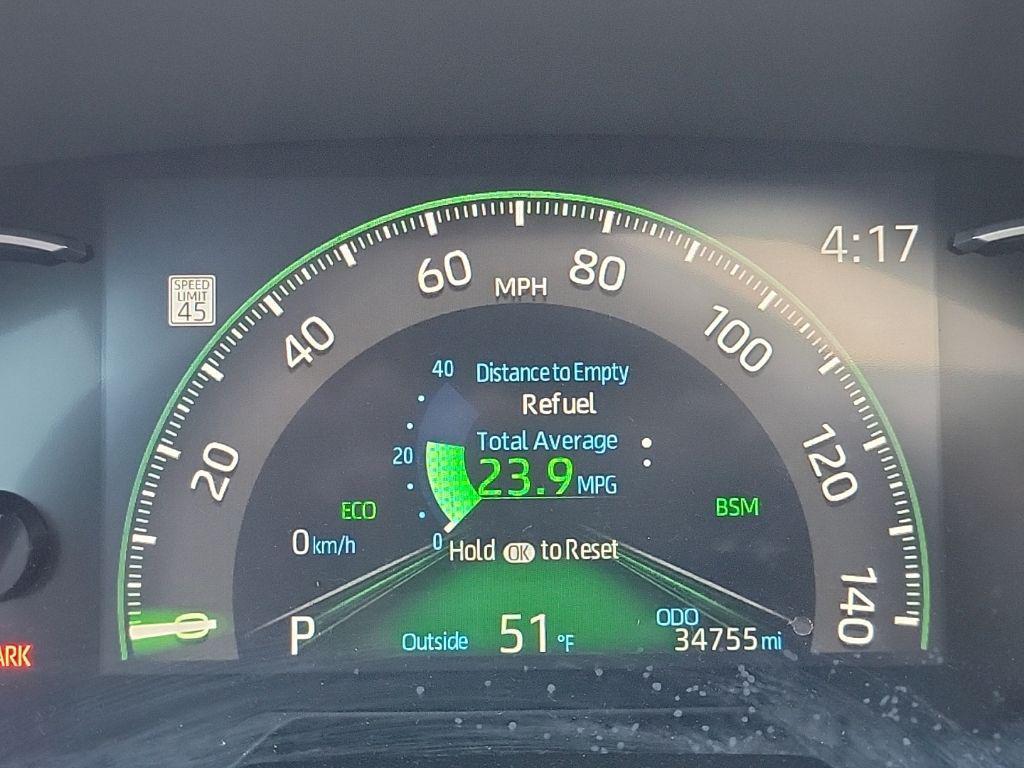 4:17
SPEED
LIMIT
45
60
MPH
80
40
100
20
120
0
140
40
Distance to Empty
Refuel
Total Average
20
23.9 MPG
ECO
BSM
0 km/h
0
Hold OK to Reset
P
Outside 51 °F
ODO
34755 mi
ARK